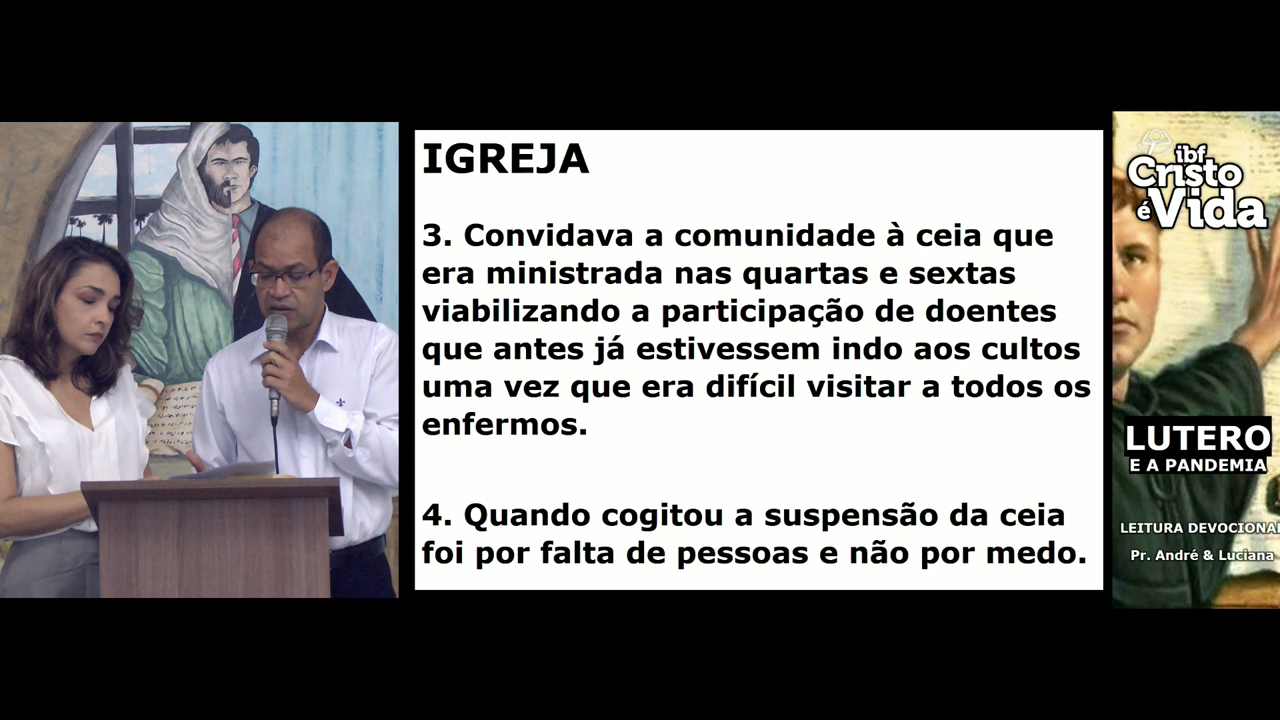 IGREJA
3. Convidava a comunidade à ceia que
era ministrada nas quartas e sextas
viabilizando a participação de doentes
que antes já estivessem indo aos cultos
uma vez que era difícil visitar a todos os
enfermos.
4. Quando cogitou a suspensão da ceia
foi por falta de pessoas e não por medo.
ibf
Cristo
é Vida
LUTERO
E A PANDEMIA
LEITURA DEVOCIONAL
Pr. André & Luciana